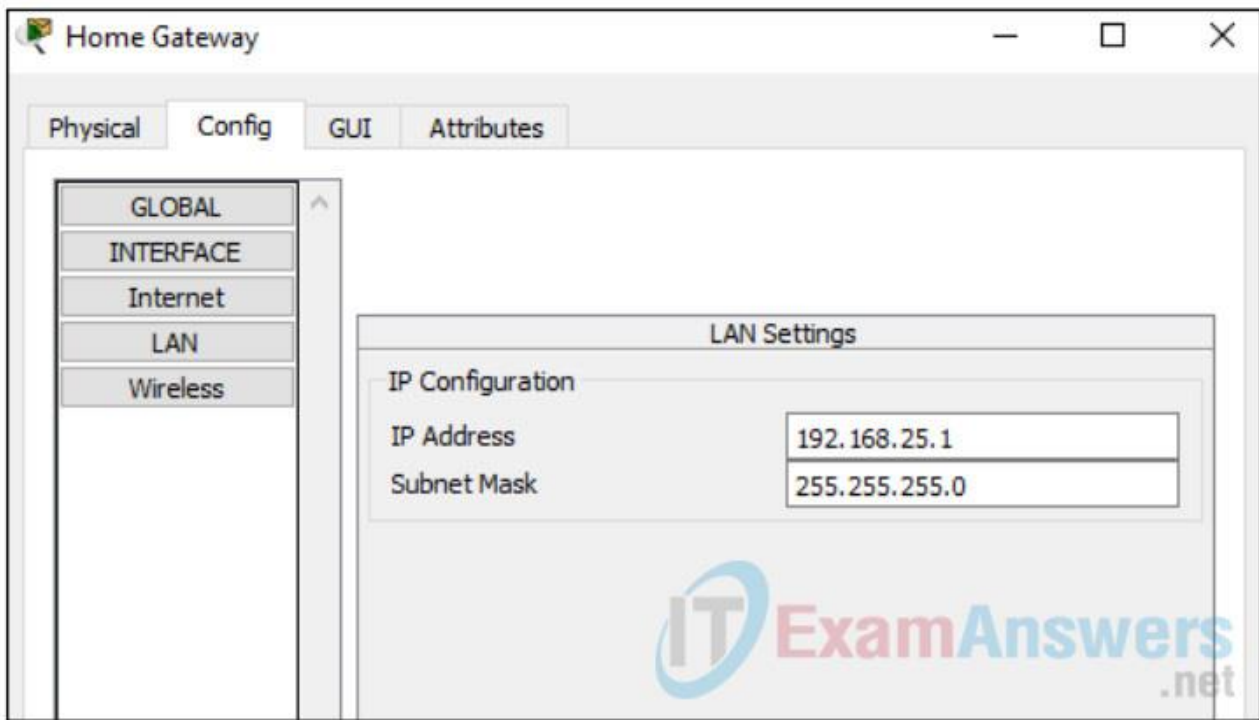 Home Gateway
Physical Config GUI Attributes
GLOBAL
INTERFACE
Internet
LAN
Wireless
LAN Settings
IP Configuration
IP Address 192.168.25.1
Subnet Mask 255.255.255.0
ITExamAnswers
.net